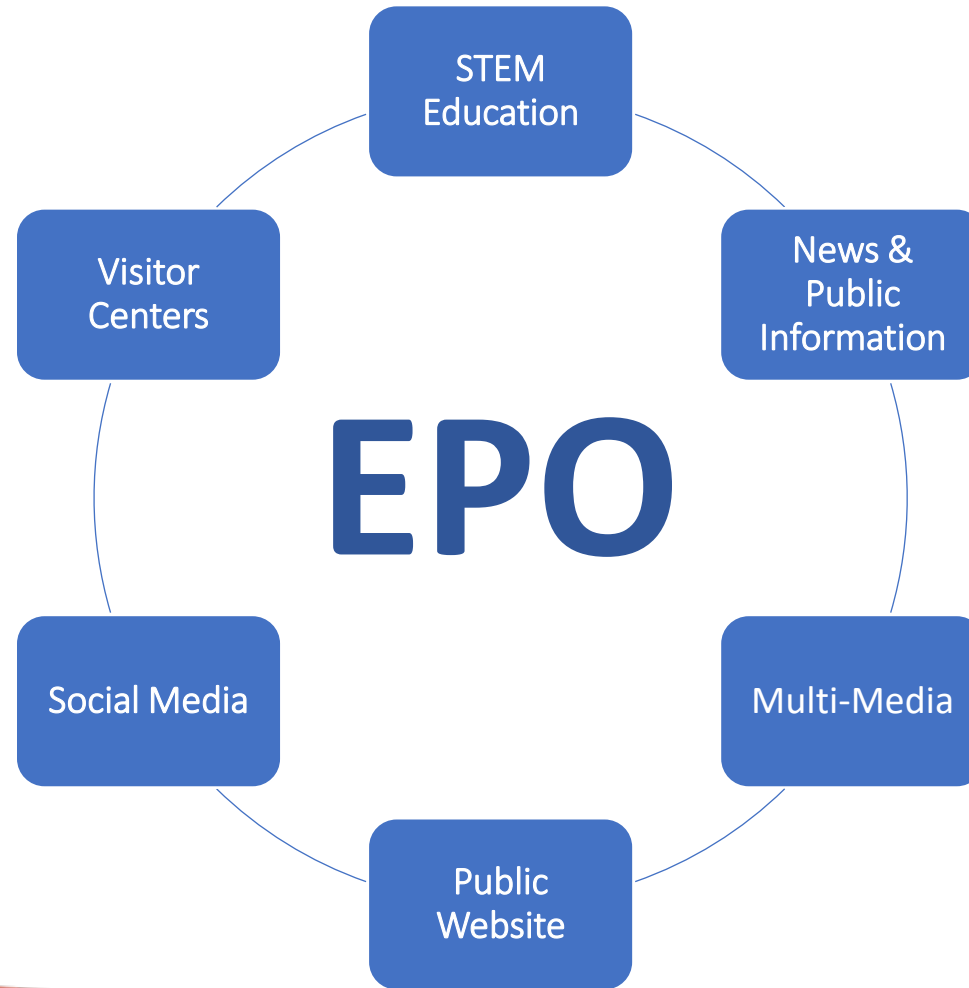 STEM
Education
News &
Public
Information
Visitor
Centers
EPO
Social Media
Multi-Media
Public
Website